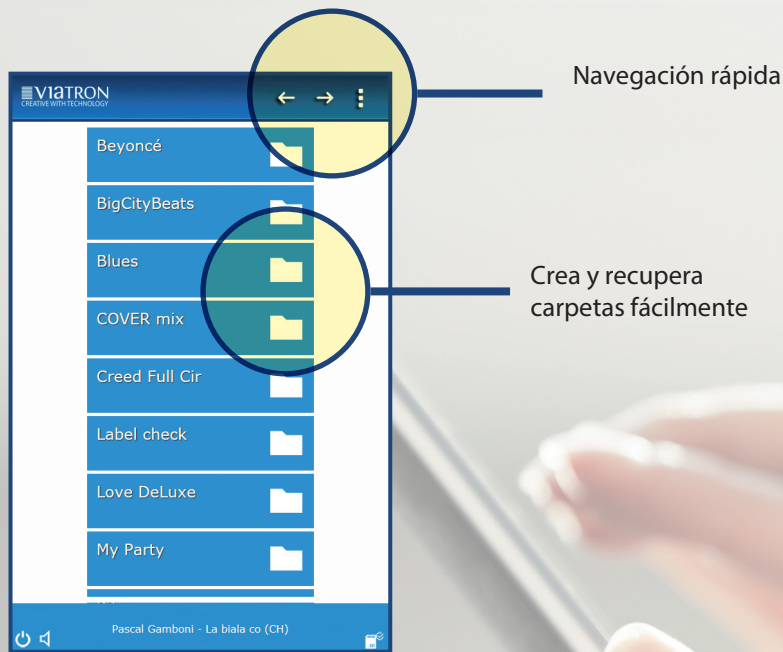 VIATRON
CREATIVE WITH TECHNOLOGY
Navegación rápida
Beyoncé
BigCityBeats
Blues
COVER mix
Crea y recupera
carpetas fácilmente
Creed Full Cir
Label check
Love DeLuxe
My Party
Pascal Gamboni - La biala co (CH)